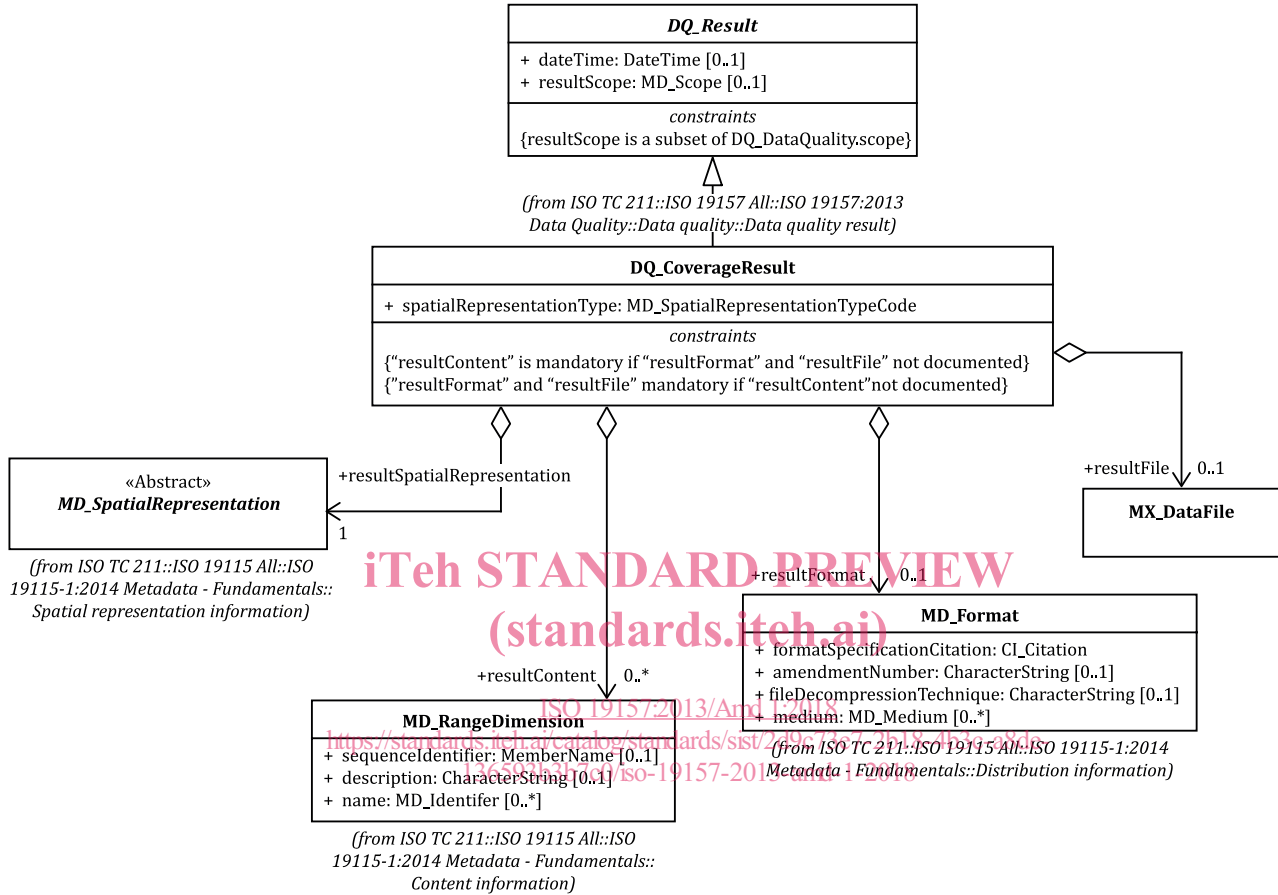 DQ_Result
+ dateTime: DateTime [0..1]
+ resultScope: MD_Scope [0..1]
constraints
{resultScope is a subset of DQ_DataQuality.scope}
(from ISO TC 211::ISO 19157 All::ISO 19157:2013
Data Quality::Data quality::Data quality result)
DQ_CoverageResult
+ spatialRepresentationType: MD_SpatialRepresentationTypeCode
constraints
{“resultContent” is mandatory if “resultFormat” and “resultFile” not documented}
{”resultFormat” and “resultFile” mandatory if “resultContent”not documented}
+resultSpatialRepresentation
1
«Abstract»
MD_SpatialRepresentation
(from ISO TC 211::ISO 19115 All::ISO
19115-1:2014 Metadata - Fundamentals::
Spatial representation information)
+resultFile 0..1
MX_DataFile
iTeh STANDARD PREVIEW
(standards.iteh.ai)
+resultFormat 0..1
MD_Format
+ formatSpecificationCitation: CI_Citation
+ amendmentNumber: CharacterString [0..1]
+ fileDecompressionTechnique: CharacterString [0..1]
+ medium: MD_Medium [0..*]
(from ISO TC 211::ISO 19115 All::ISO 19115-1:2014
Metadata - Fundamentals::Distribution information)
+resultContent 0..*
ISO 19157:2013/Amd 1:2018
MD_RangeDimension
+ sequenceIdentifier: MemberName [0..1]
+ description: CharacterString [0..1]
+ name: MD_Identifer [0..*]
(from ISO TC 211::ISO 19115 All::ISO
19115-1:2014 Metadata - Fundamentals::
Content information)